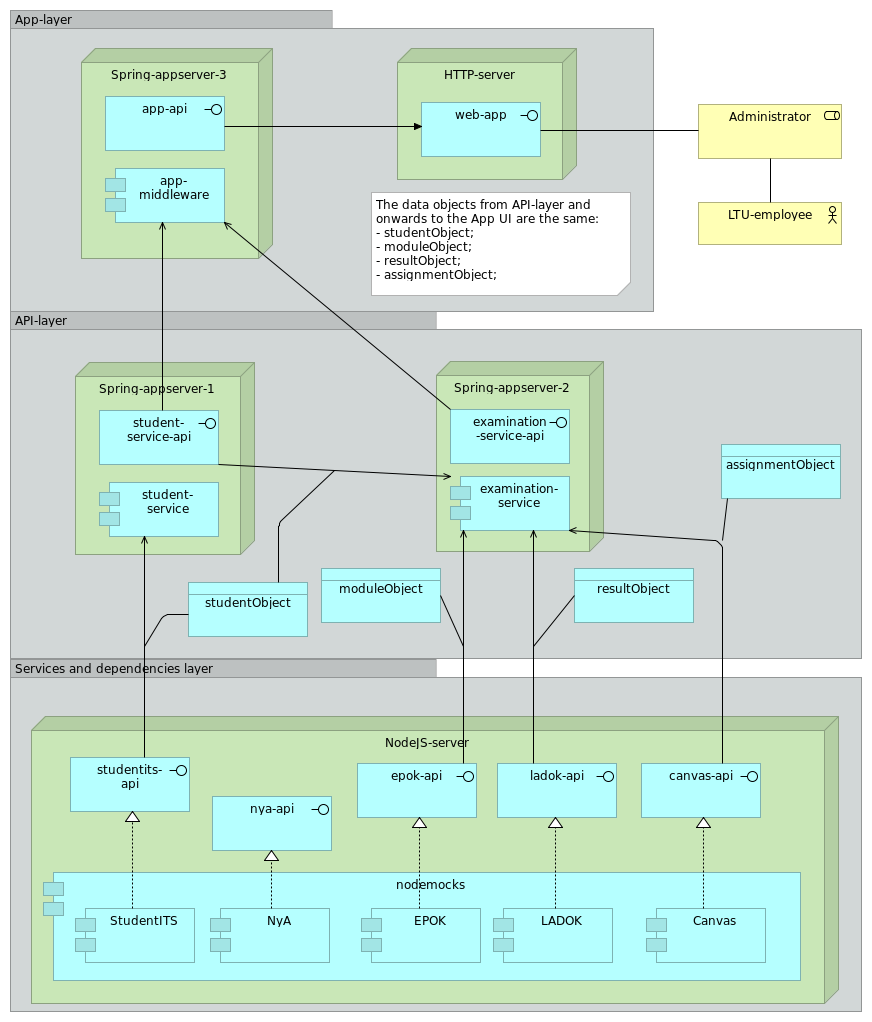 App-layer
Spring-appserver-3
HTTP-server
app-api
web-app
Administrator
app-
middleware
The data objects from API-layer and
onwards to the App UI are the same:
- studentObject;
- moduleObject;
- resultObject;
- assignmentObject;
LTU-employee
API-layer
Spring-appserver-1
Spring-appserver-2
student-
service-api
examination
-service-api
assignmentObject
student-
service
examination-
service
studentObject
moduleObject
resultObject
Services and dependencies layer
NodeJS-server
studentits-
api
nya-api
epok-api
ladok-api
canvas-api
nodemocks
StudentITS
NyA
EPOK
LADOK
Canvas